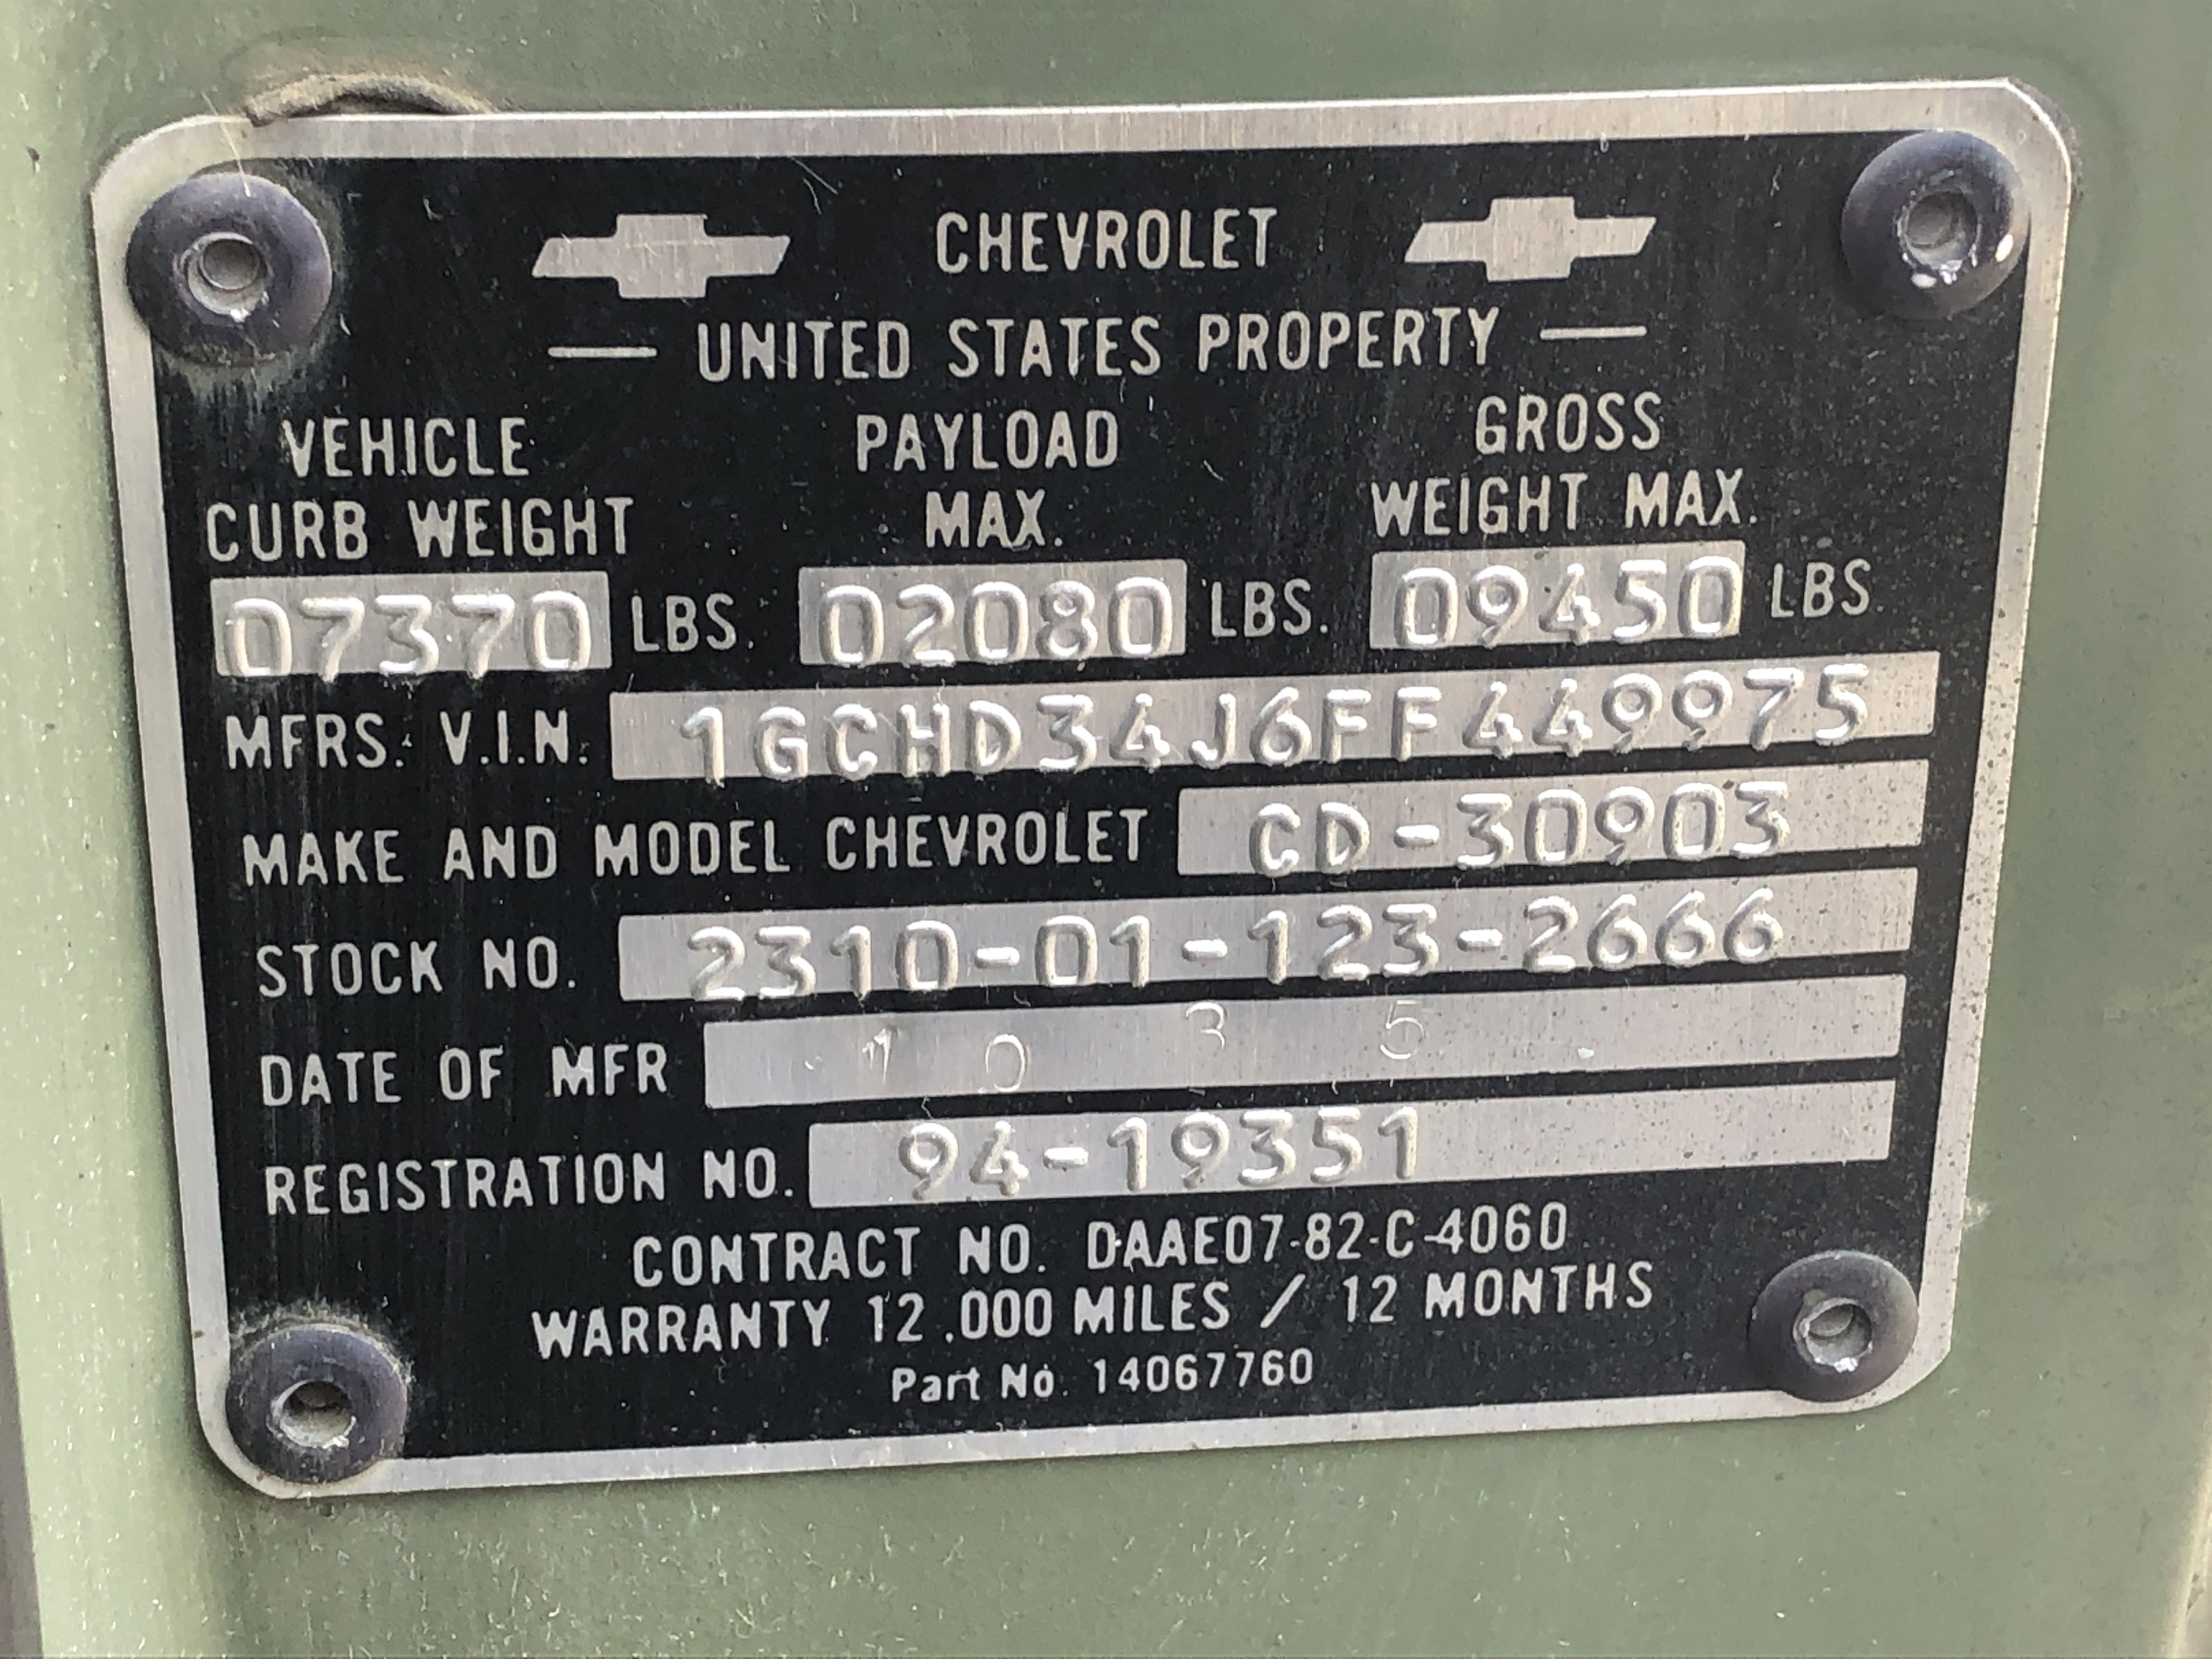 CHEVROLET
— UNITED STATES PROPERTY —
VEHICLE CURB WEIGHT
07370 LBS.
PAYLOAD MAX.
02080 LBS.
GROSS WEIGHT MAX.
09450 LBS
MFRS. V.I.N. 1GCHD34J6FF449975
MAKE AND MODEL CHEVROLET CD-30903
STOCK NO. 2310-01-123-2666
DATE OF MFR 10 3 5
REGISTRATION NO. 94-19351
CONTRACT NO. DAAE07-82-C-4060
WARRANTY 12.000 MILES / 12 MONTHS
Part No. 14067760